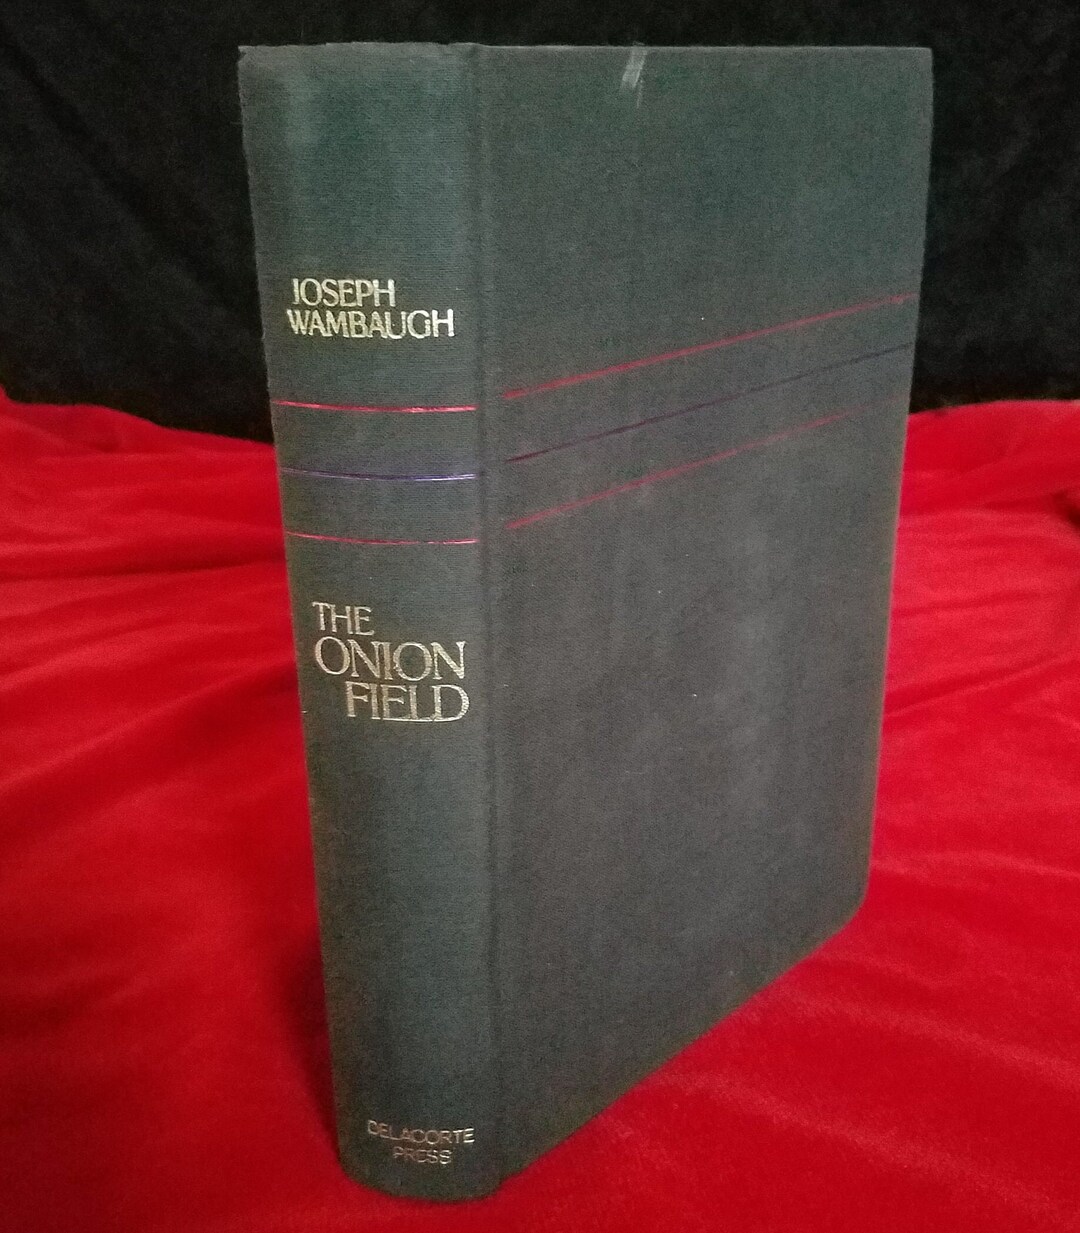 JOSEPH
WAMBAUGH
THE
ONION
FIELD
DELACORTE
PRESS